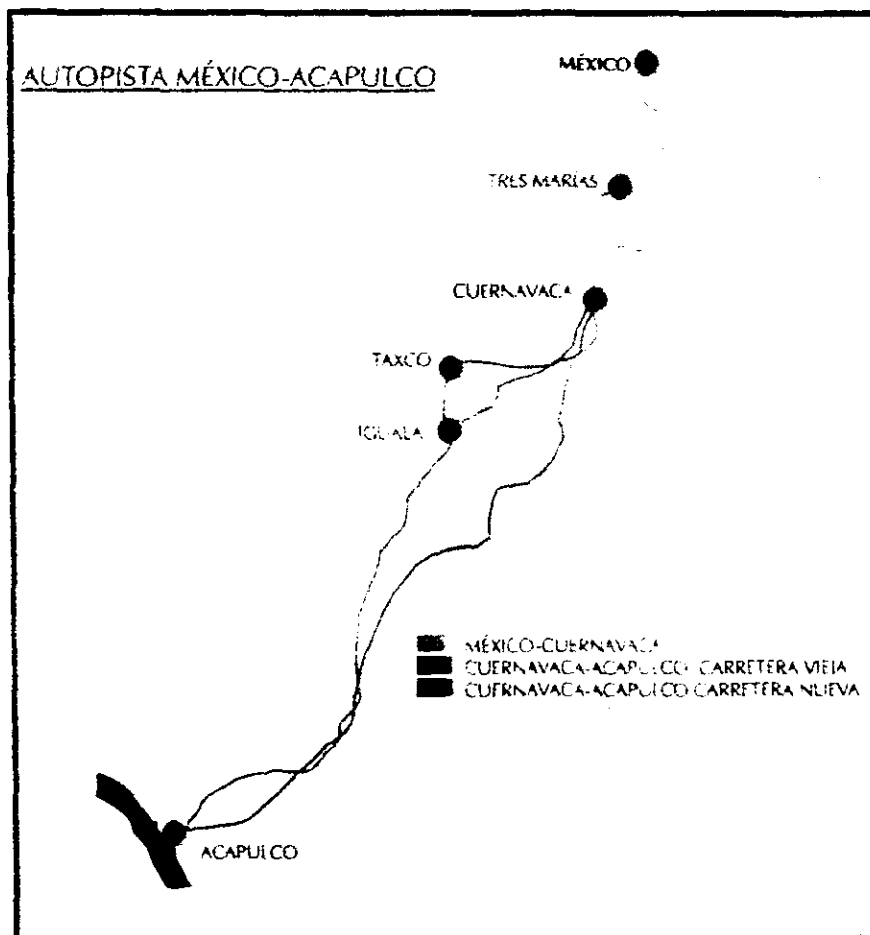 AUTOPISTA MÉXICO-ACAPULCO
MÉXICO
TRES MARÍAS
CUERNAVACA
TAXCO
IGUALA
MÉXICO-CUERNAVACA
CUERNAVACA-ACAPULCO CARRETERA VIEJA
CUERNAVACA-ACAPULCO CARRETERA NUEVA
ACAPULCO